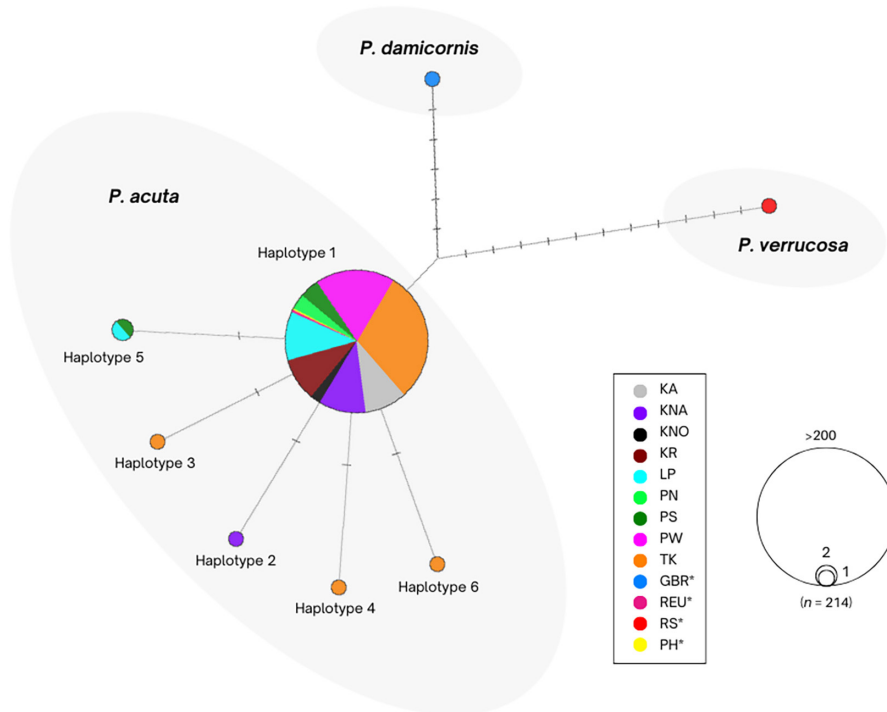 P. damicornis
P. acuta
P. verrucosa
Haplotype 1
Haplotype 5
Haplotype 3
Haplotype 2
Haplotype 4
Haplotype 6
KA
KNA
KNO
KR
LP
PN
PS
PW
TK
GBR*
REU*
RS*
PH*
>200
2
1
(n = 214)